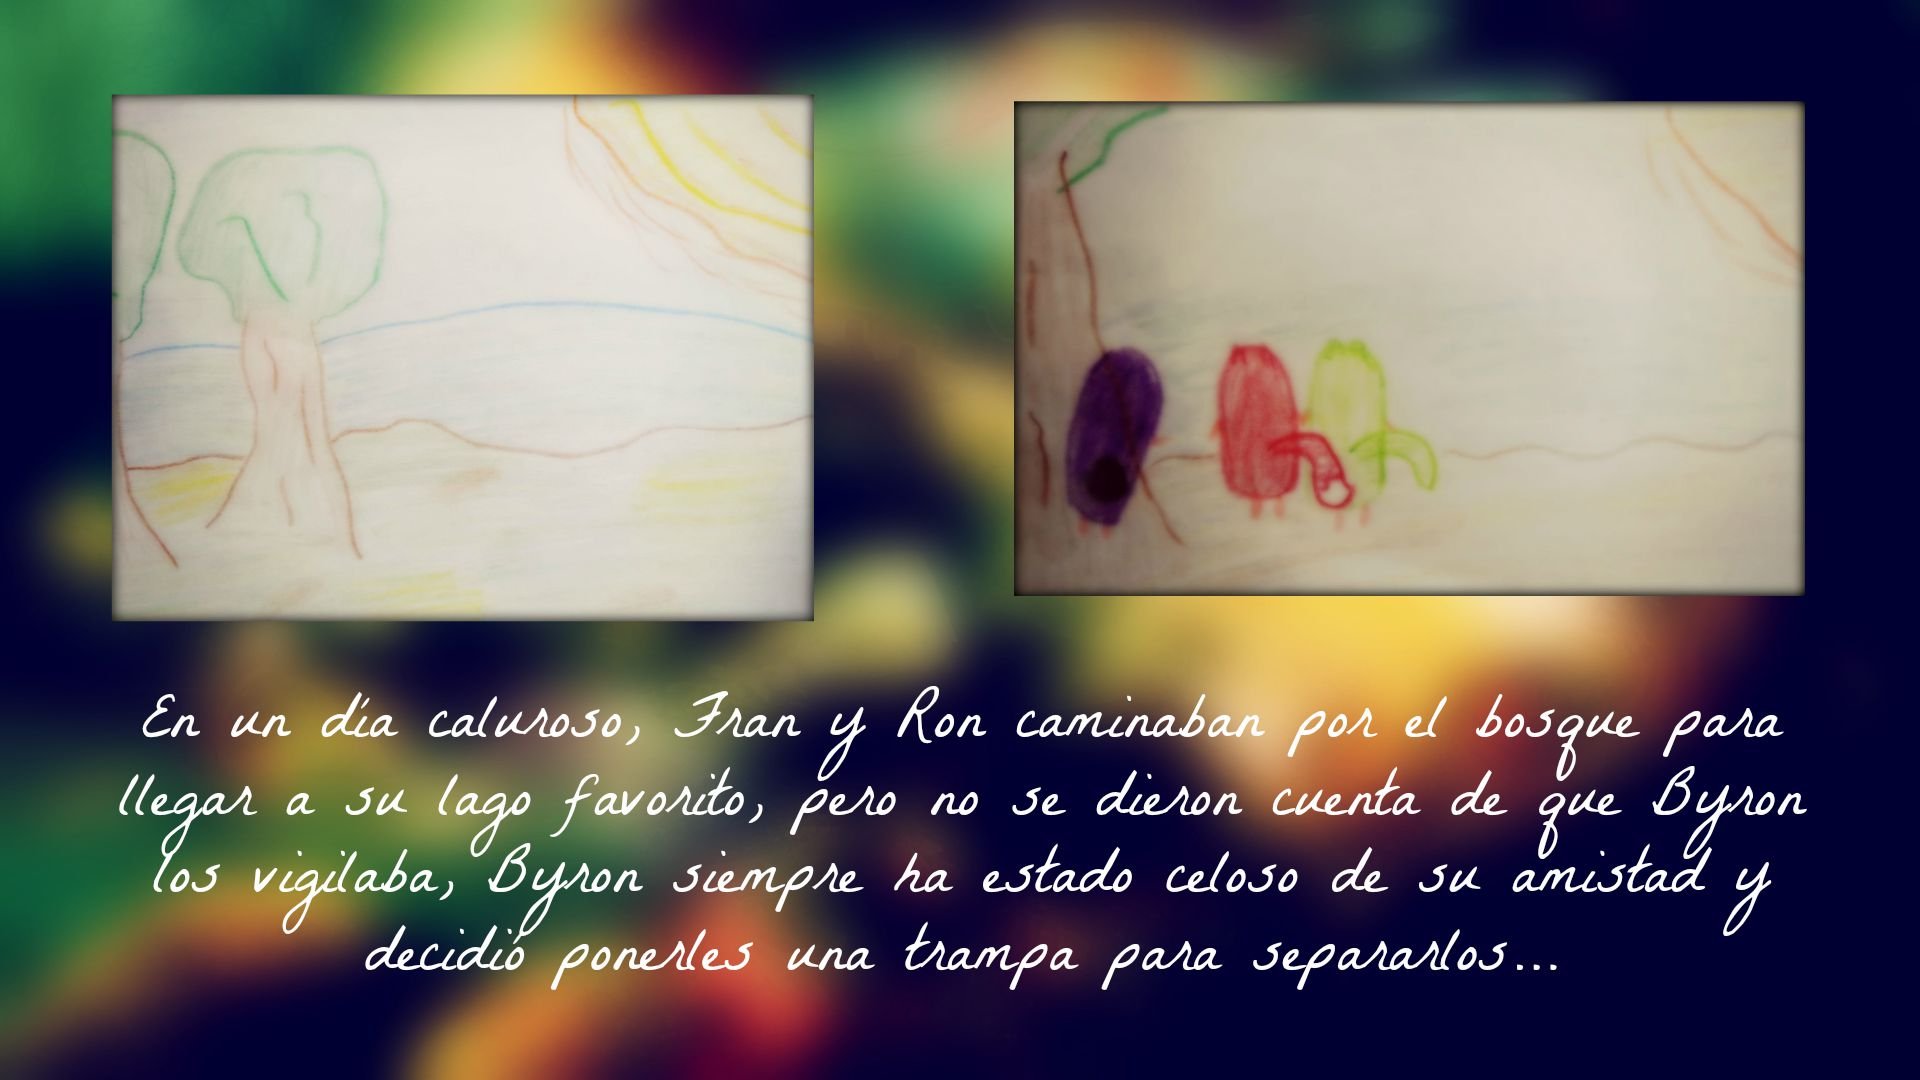 En un día caluroso, Fran y Ron caminaban por el bosque para
llegar a su lago favorito, pero no se dieron cuenta de que Byron
los vigilaba, Byron siempre ha estado celoso de su amistad y
decidió ponerles una trampa para separarlos...